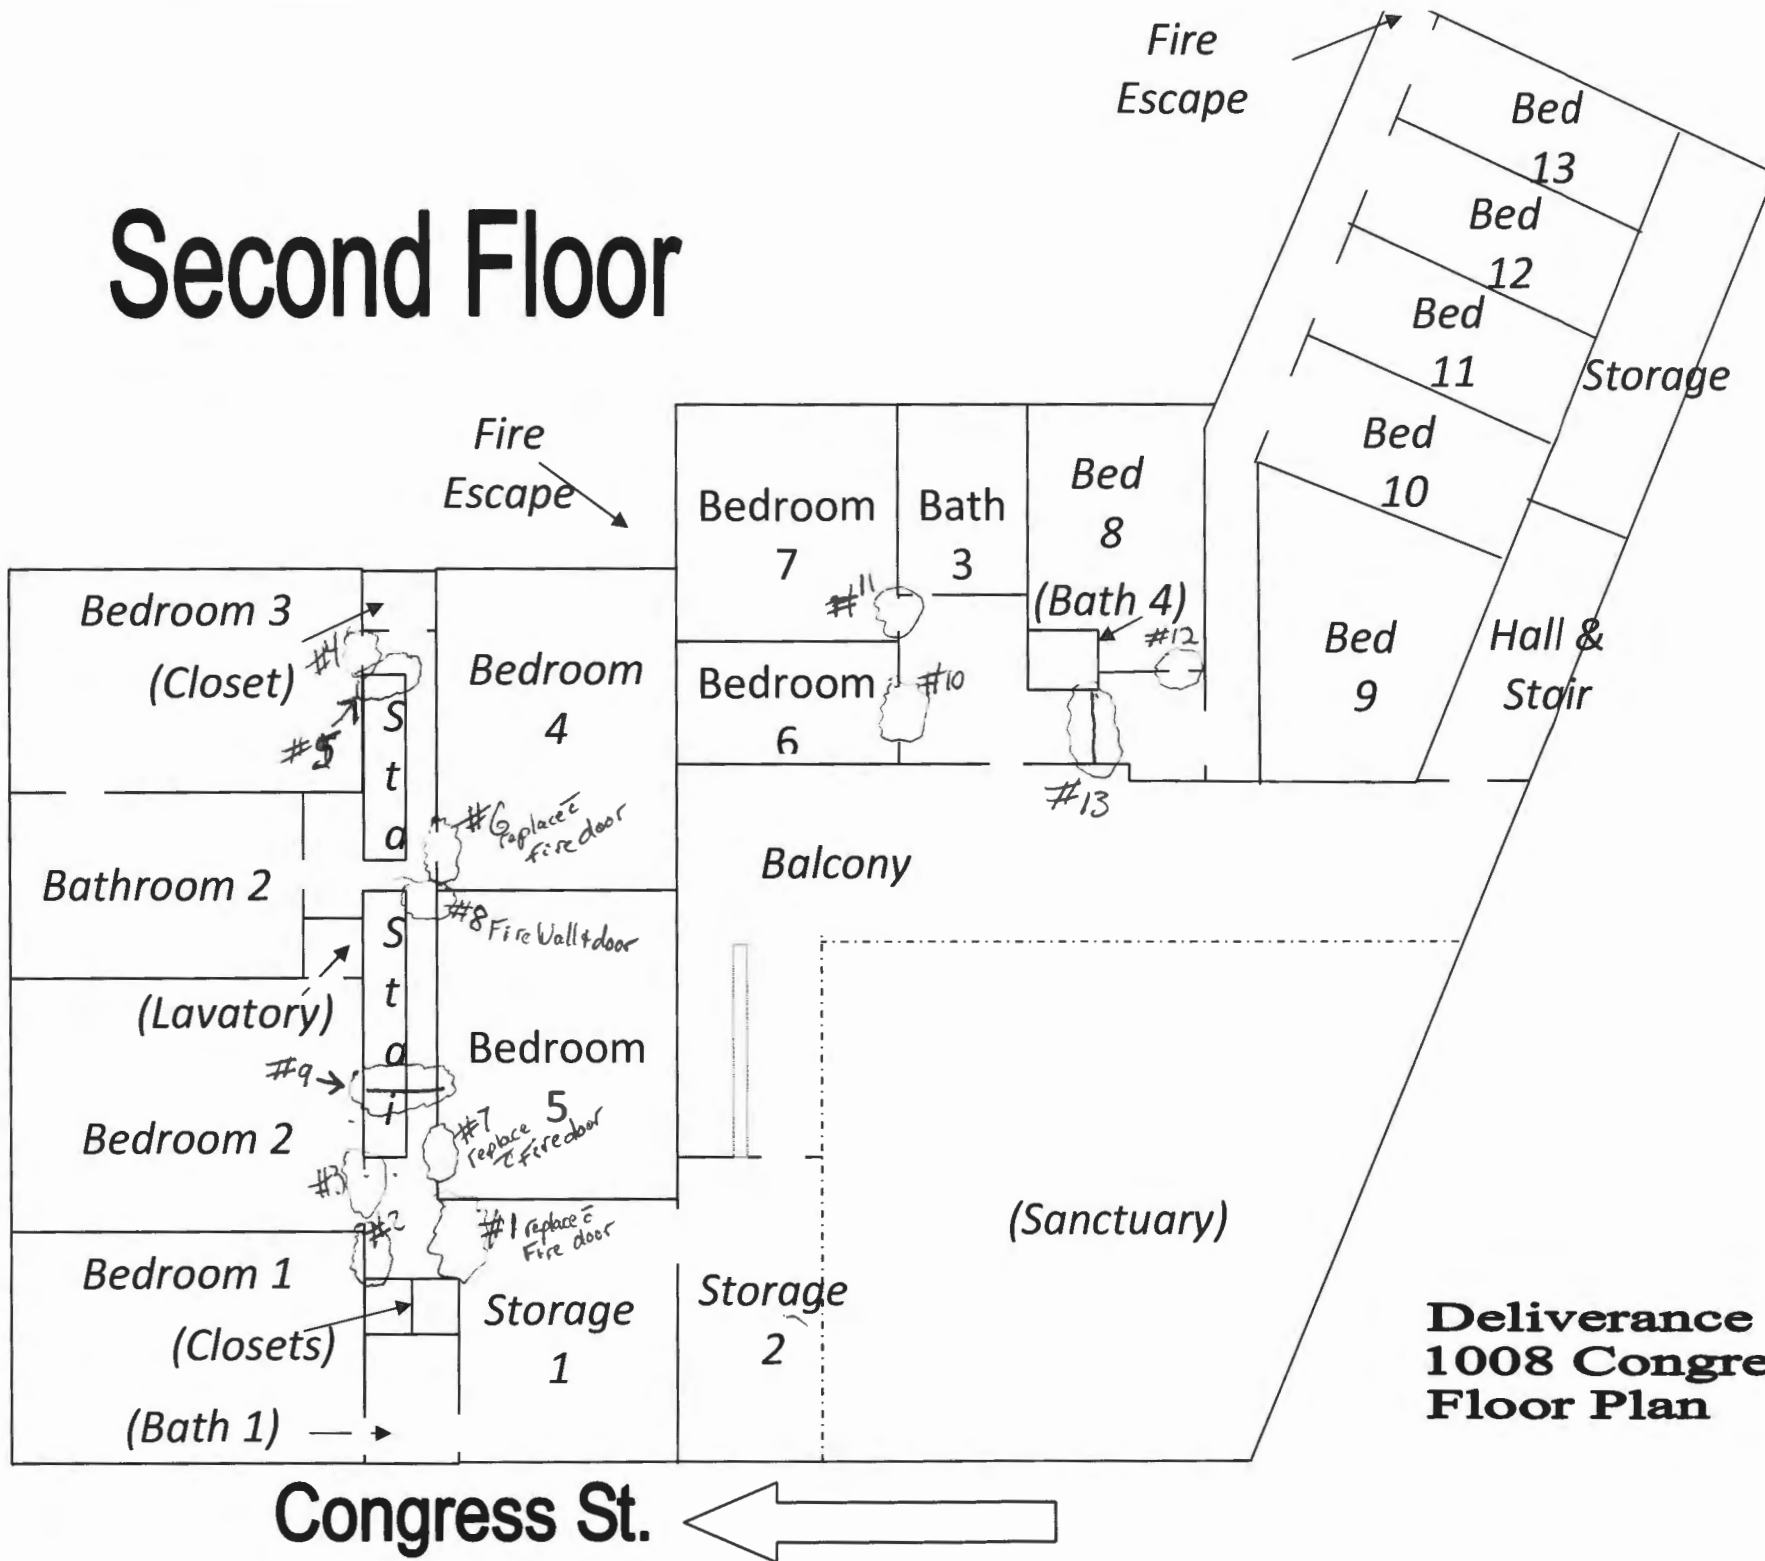 Second Floor
Fire
Escape
Bed
13
Bed
12
Bed
11
Storage
Bed
10
Fire
Escape
Bedroom
7
Bath
3
Bed
8
#11
(Bath 4)
#12
Bedroom 3
(Closet)
#4
#5
Sta
Bedroom
4
Bedroom
6
#10
#13
Bed
9
Hall &
Stair
#6 replace c̄
fire door
Bathroom 2
Balcony
#8 Fire Wall & door
Stai
(Lavatory)
#9
Bedroom
5
Bedroom 2
#7
replace
c̄ fire door
#3
#2
#1 replace c̄
Fire door
Bedroom 1
(Closets)
Storage
1
Storage
2
(Sanctuary)
(Bath 1)
Deliverance
1008 Congre
Floor Plan
Congress St.